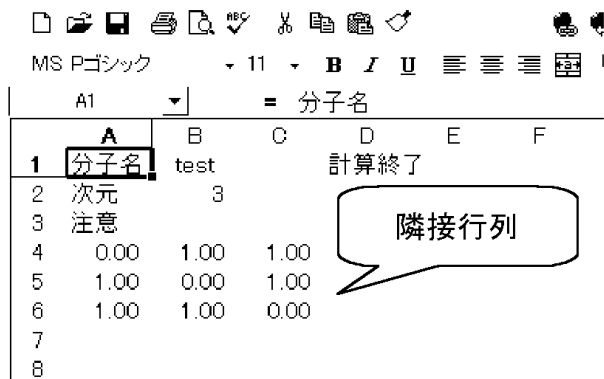 ABC
MS Pゴシック 11 B I U a
A1 = 分子名
A B C D E F
1 分子名 test 計算終了
2 次元 3
3 注意
隣接行列
4 0.00 1.00 1.00
5 1.00 0.00 1.00
6 1.00 1.00 0.00
7
8